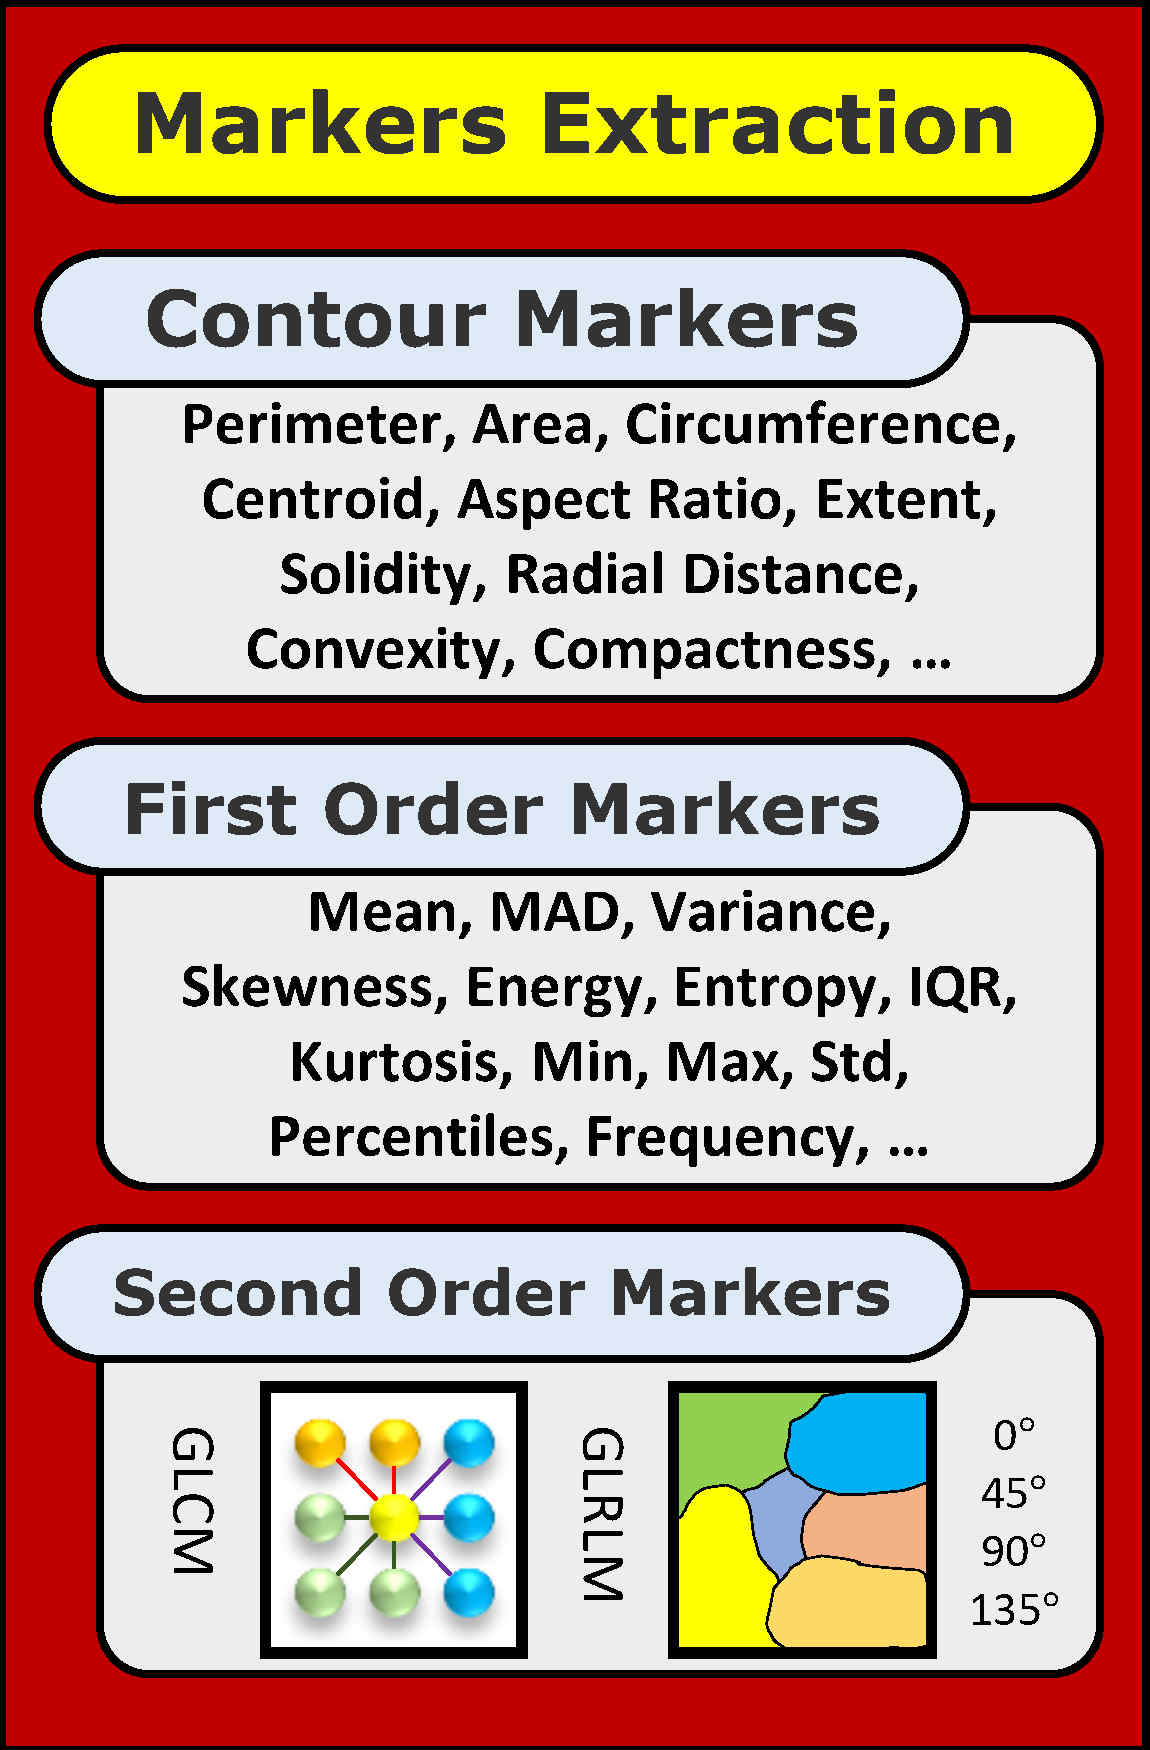 Markers Extraction
Contour Markers
Perimeter, Area, Circumference,
Centroid, Aspect Ratio, Extent,
Solidity, Radial Distance,
Convexity, Compactness, ...
First Order Markers
Mean, MAD, Variance,
Skewness, Energy, Entropy, IQR,
Kurtosis, Min, Max, Std,
Percentiles, Frequency, ...
Second Order Markers
GLCM
GLRLM
0°
45°
90°
135°